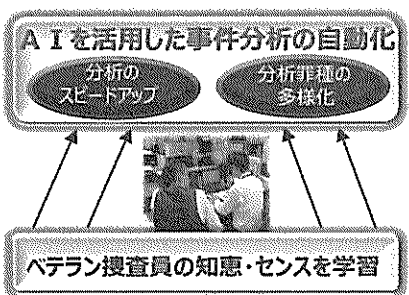 AIを活用した事件分析の自動化
分析の
スピードアップ
分析罪種の
多様化
ベテラン捜査員の知恵・センスを学習